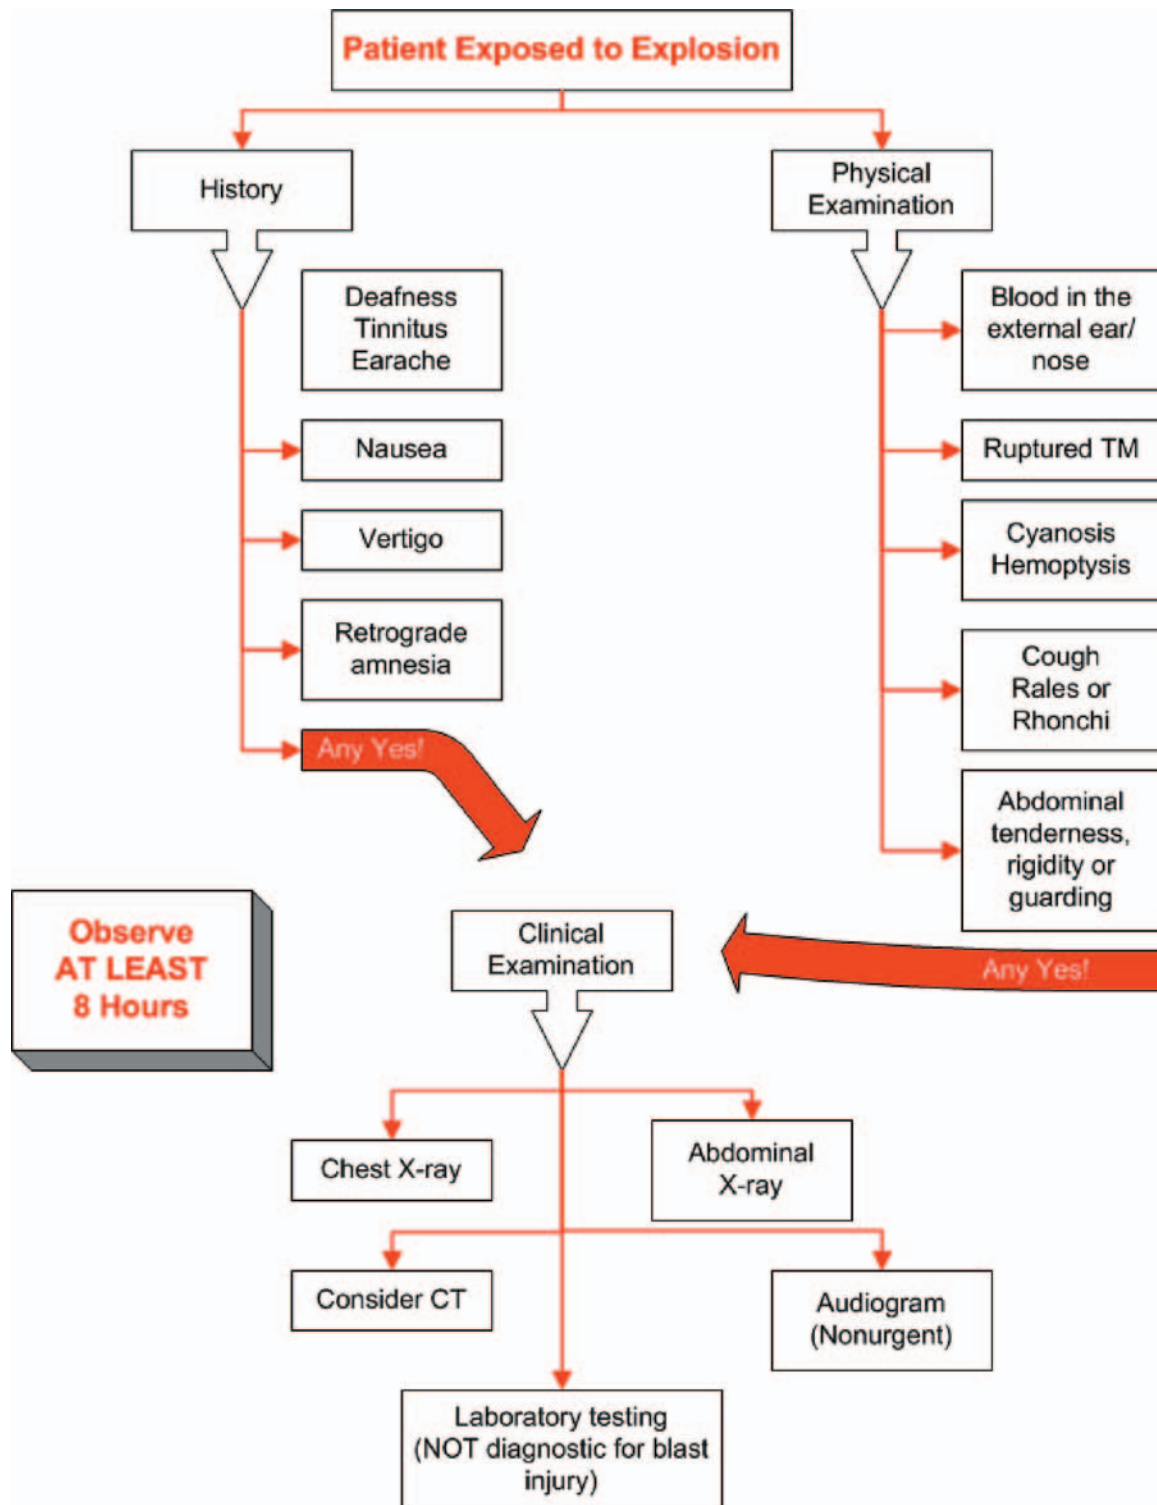 Patient Exposed to Explosion
History
Physical
Examination
Deafness
Tinnitus
Earache
Nausea
Vertigo
Retrograde
amnesia
Any Yes!
Blood in the
external ear/
nose
Ruptured TM
Cyanosis
Hemoptysis
Cough
Rales or
Rhonchi
Abdominal
tenderness,
rigidity or
guarding
Any Yes!
Observe
AT LEAST
8 Hours
Clinical
Examination
Chest X-ray
Abdominal
X-ray
Consider CT
Audiogram
(Nonurgent)
Laboratory testing
(NOT diagnostic for blast
injury)